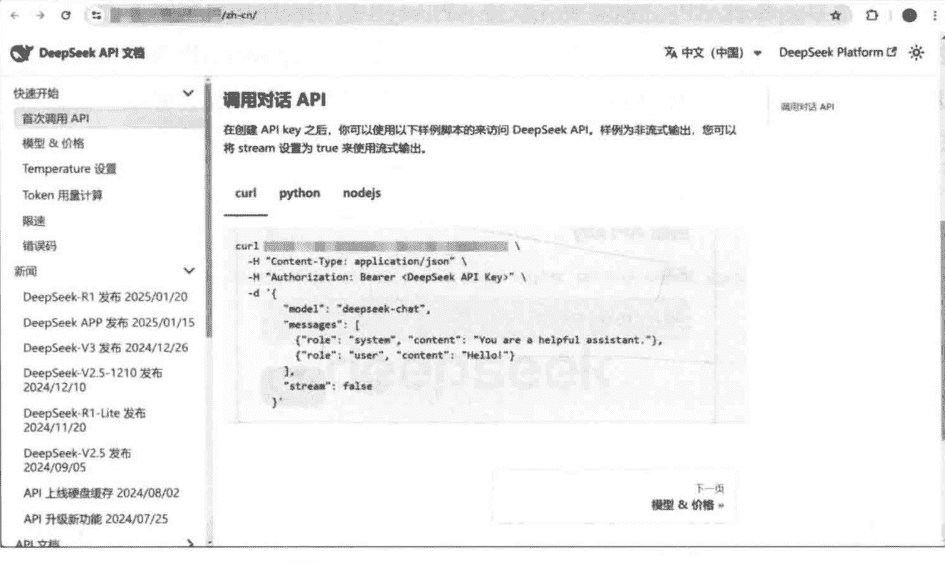 /zh-cn/
DeepSeek API 文档
中文（中国）
DeepSeek Platform
快速开始
首次调用 API
模型 & 价格
Temperature 设置
Token 用量计算
限速
错误码
新闻
DeepSeek-R1 发布 2025/01/20
DeepSeek APP 发布 2025/01/15
DeepSeek-V3 发布 2024/12/26
DeepSeek-V2.5-1210 发布
2024/12/10
DeepSeek-R1-Lite 发布
2024/11/20
DeepSeek-V2.5 发布
2024/09/05
API 上线硬盘缓存 2024/08/02
API 升级新功能 2024/07/25
API 文档
调用对话 API
在创建 API key 之后，你可以使用以下样例脚本的来访问 DeepSeek API。样例为非流式输出，您可以
将 stream 设置为 true 来使用流式输出。
curl python nodejs
curl \
-H "Content-Type: application/json" \
-H "Authorization: Bearer <DeepSeek API Key>" \
-d '{
"model": "deepseek-chat",
"messages": [
{"role": "system", "content": "You are a helpful assistant."},
{"role": "user", "content": "Hello!"}
],
"stream": false
}'
下一页
模型 & 价格 »
调用对话 API